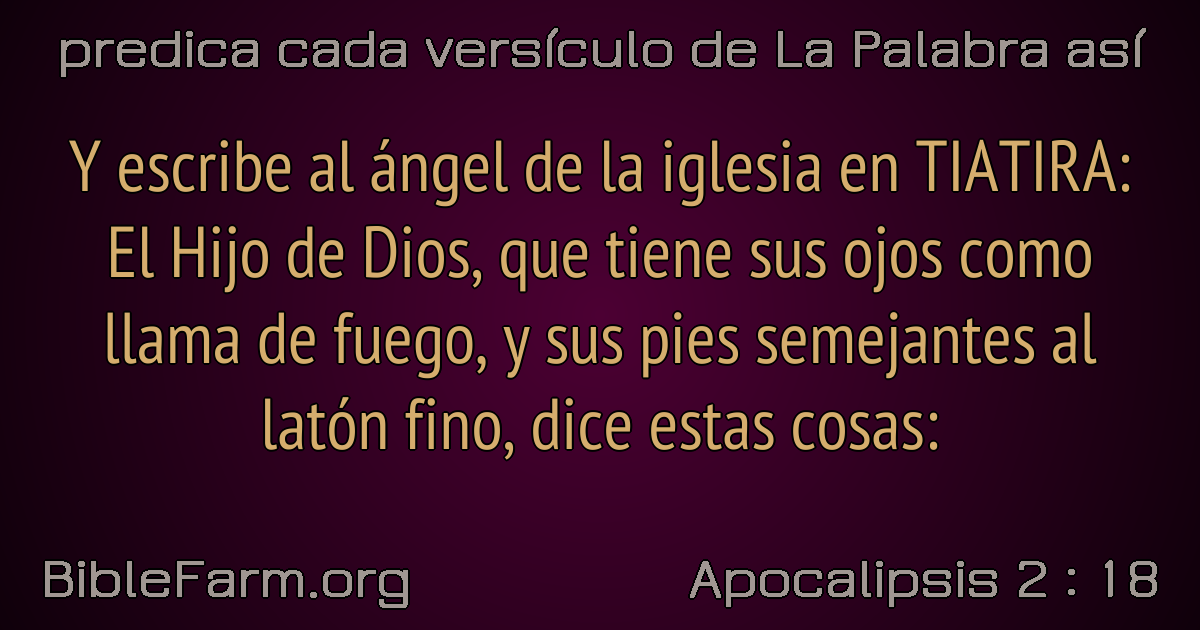 predica cada versículo de La Palabra así
Y escribe al ángel de la iglesia en TIATIRA:
El Hijo de Dios, que tiene sus ojos como
llama de fuego, y sus pies semejantes al
latón fino, dice estas cosas:
BibleFarm.org
Apocalipsis 2 : 18